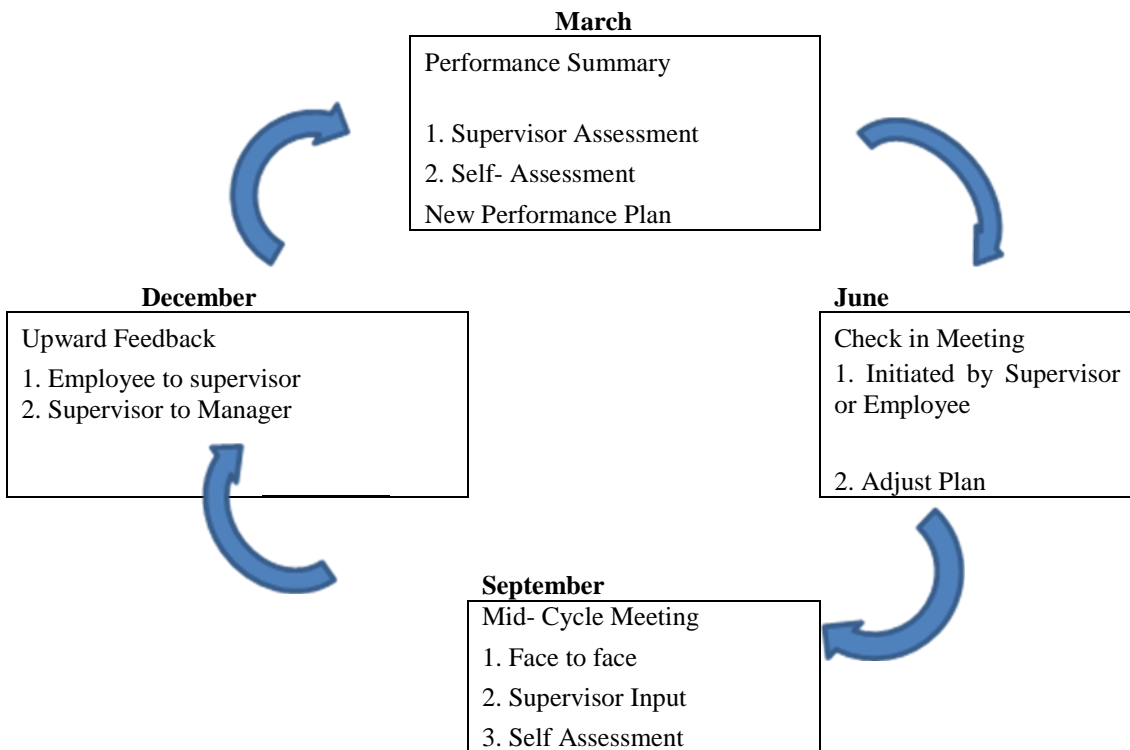 March
Performance Summary
1. Supervisor Assessment
2. Self- Assessment
New Performance Plan
December
Upward Feedback
1. Employee to supervisor
2. Supervisor to Manager
June
Check in Meeting
1. Initiated by Supervisor
or Employee
2. Adjust Plan
September
Mid- Cycle Meeting
1. Face to face
2. Supervisor Input
3. Self Assessment